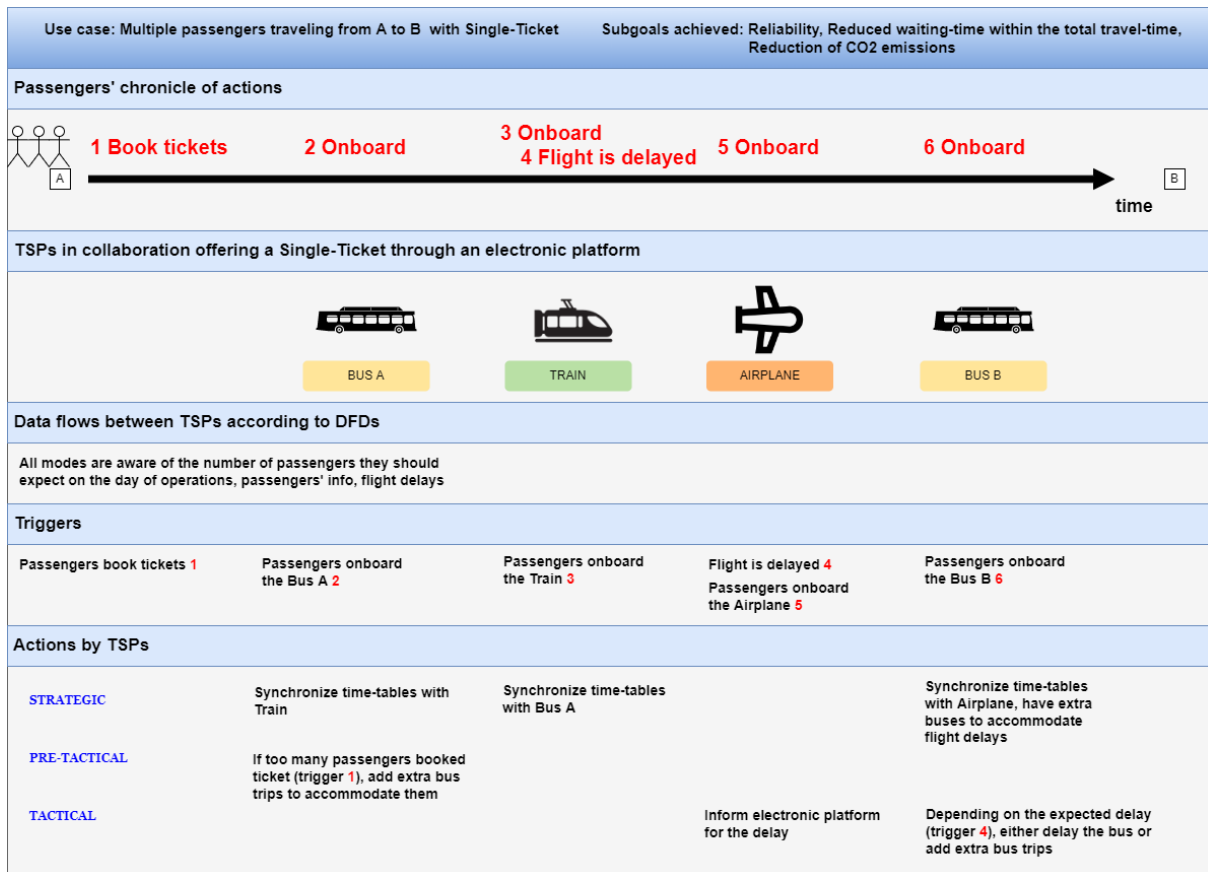 Use case: Multiple passengers traveling from A to B with Single-Ticket
Subgoals achieved: Reliability, Reduced waiting-time within the total travel-time,
Reduction of CO2 emissions
Passengers' chronicle of actions
1 Book tickets
2 Onboard
3 Onboard
4 Flight is delayed
5 Onboard
6 Onboard
A
B
time
TSPs in collaboration offering a Single-Ticket through an electronic platform
BUS A
TRAIN
AIRPLANE
BUS B
Data flows between TSPs according to DFDs
All modes are aware of the number of passengers they should
expect on the day of operations, passengers' info, flight delays
Triggers
Passengers book tickets 1
Passengers onboard
the Bus A 2
Passengers onboard
the Train 3
Flight is delayed 4
Passengers onboard
the Airplane 5
Passengers onboard
the Bus B 6
Actions by TSPs
STRATEGIC
Synchronize time-tables with
Train
Synchronize time-tables
with Bus A
Synchronize time-tables
with Airplane, have extra
buses to accommodate
flight delays
PRE-TACTICAL
If too many passengers booked
ticket (trigger 1), add extra bus
trips to accommodate them
TACTICAL
Inform electronic platform
for the delay
Depending on the expected delay
(trigger 4), either delay the bus or
add extra bus trips